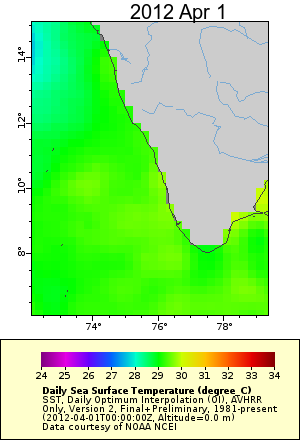 2012 Apr 1
14°
12°
10°
8°
74°
76°
78°
24 25 26 27 28 29 30 31 32 33 34
Daily Sea Surface Temperature (degree_C)
SST, Daily Optimum Interpolation (OI), AVHRR
Only, Version 2, Final+Preliminary, 1981-present
(2012-04-01T00:00:00Z, Altitude=0.0 m)
Data courtesy of NOAA NCEI